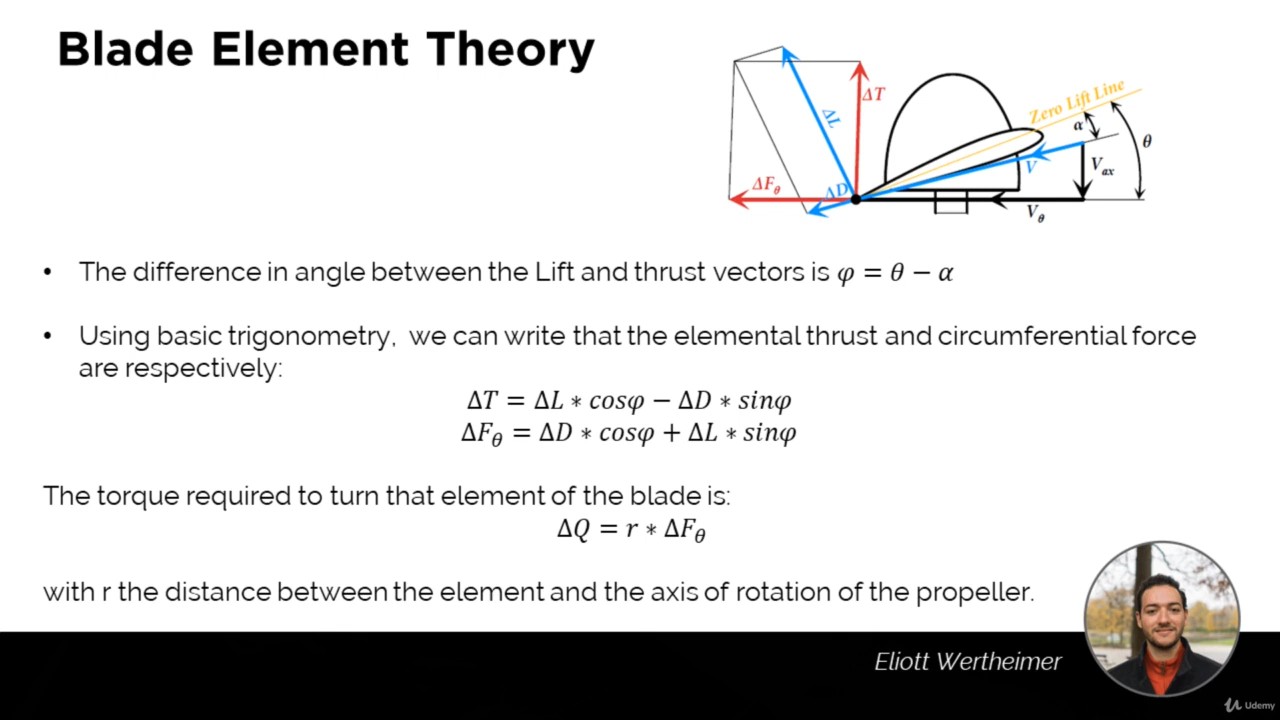 Blade Element Theory
ΔL
ΔT
Zero Lift Line
α
θ
V
V_ax
ΔF_θ
ΔD
V_θ
• The difference in angle between the Lift and thrust vectors is φ = θ − α
• Using basic trigonometry, we can write that the elemental thrust and circumferential force
are respectively:
ΔT = ΔL * cosφ − ΔD * sinφ
ΔF_θ = ΔD * cosφ + ΔL * sinφ
The torque required to turn that element of the blade is:
ΔQ = r * ΔF_θ
with r the distance between the element and the axis of rotation of the propeller.
Eliott Wertheimer
Udemy